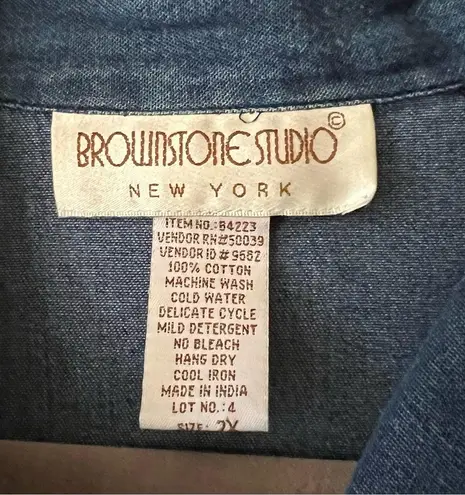 BROWNSTONE STUDIO ©
NEW YORK
ITEM NO.:B4223
VENDOR RN#50039
VENDOR ID #9662
100% COTTON
MACHINE WASH
COLD WATER
DELICATE CYCLE
MILD DETERGENT
NO BLEACH
HANG DRY
COOL IRON
MADE IN INDIA
LOT NO.:4
SIZE: 2X